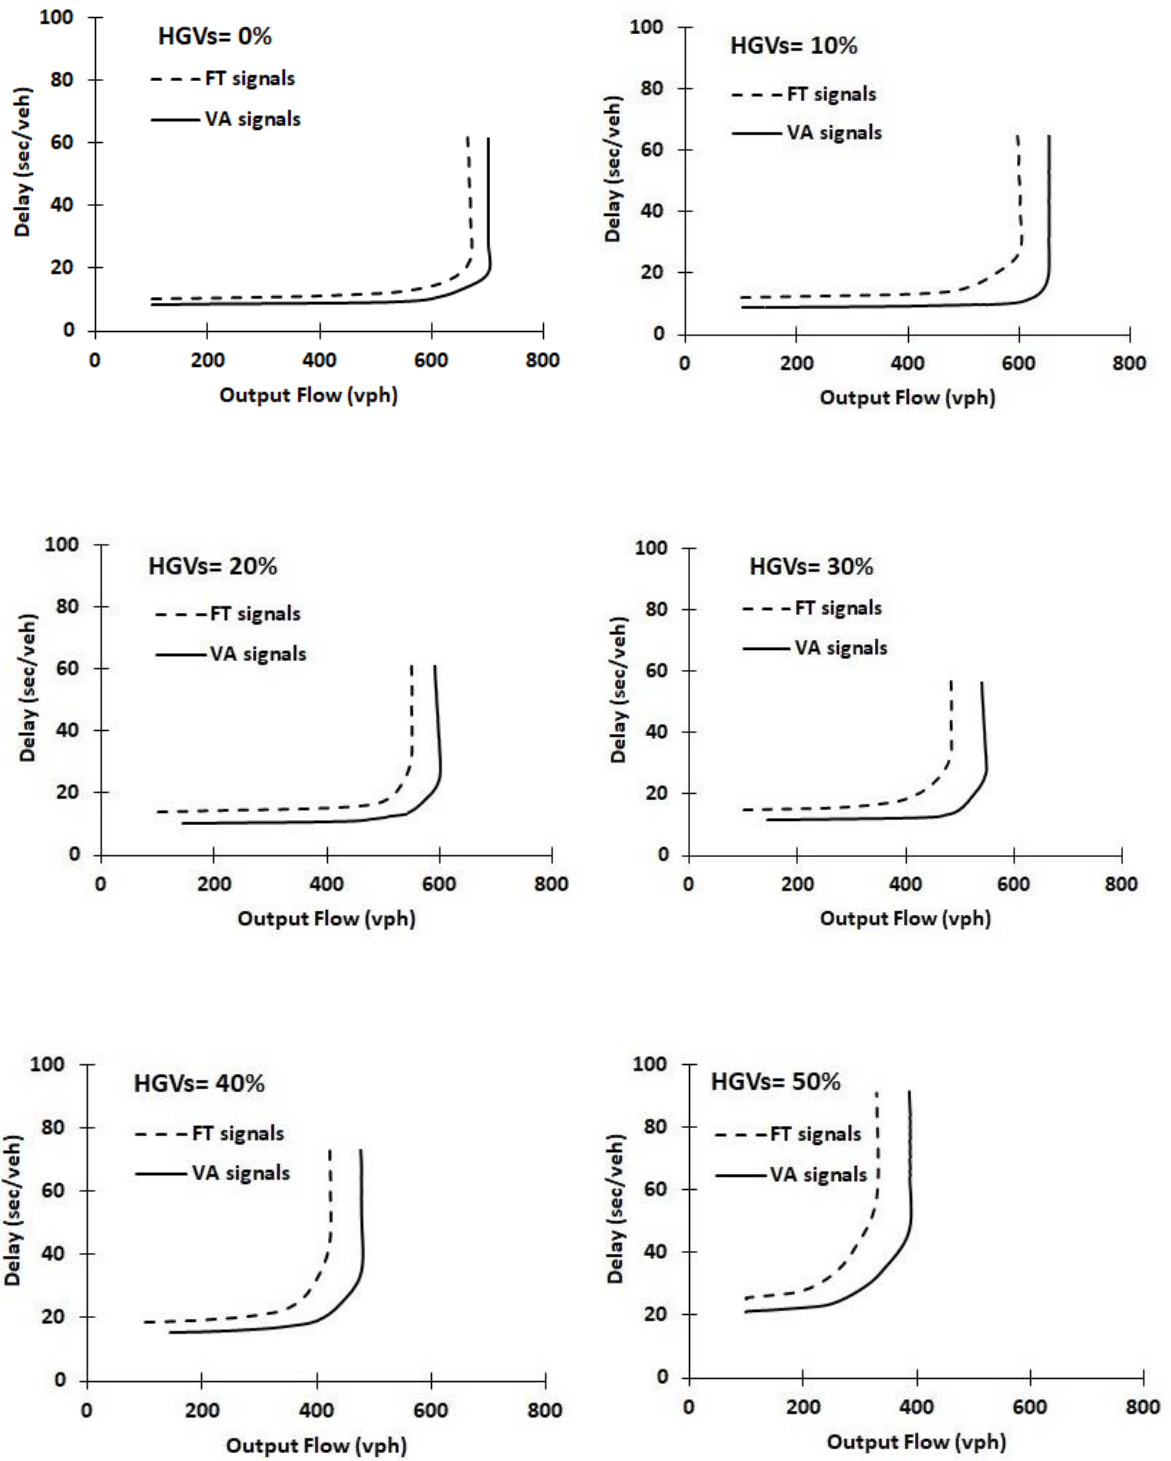 HGVs= 0%
FT signals
VA signals
Delay (sec/veh)
100
80
60
40
20
0
0 200 400 600 800
Output Flow (vph)
HGVs= 10%
FT signals
VA signals
Delay (sec/veh)
100
80
60
40
20
0
0 200 400 600 800
Output Flow (vph)
HGVs= 20%
FT signals
VA signals
Delay (sec/veh)
100
80
60
40
20
0
0 200 400 600 800
Output Flow (vph)
HGVs= 30%
FT signals
VA signals
Delay (sec/veh)
100
80
60
40
20
0
0 200 400 600 800
Output Flow (vph)
HGVs= 40%
FT signals
VA signals
Delay (sec/veh)
100
80
60
40
20
0
0 200 400 600 800
Output Flow (vph)
HGVs= 50%
FT signals
VA signals
Delay (sec/veh)
100
80
60
40
20
0
0 200 400 600 800
Output Flow (vph)